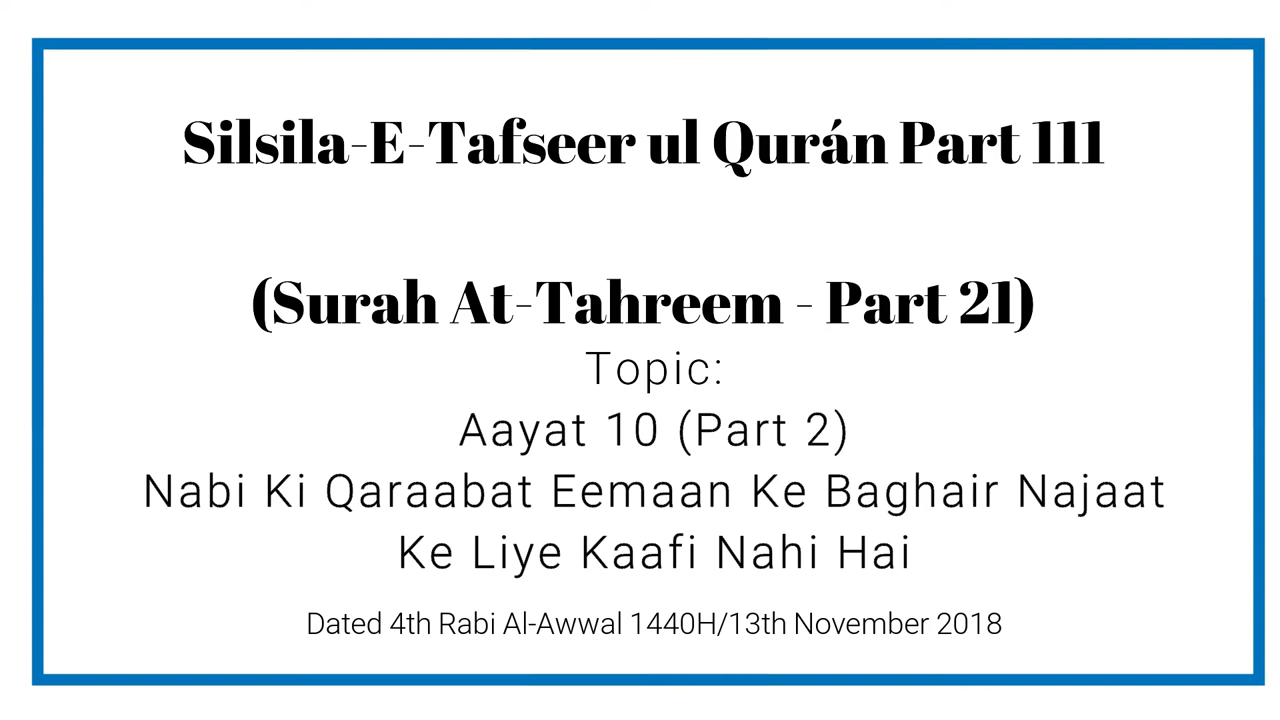 Silsila-E-Tafseer ul Qurán Part 111
(Surah At-Tahreem - Part 21)
Topic:
Aayat 10 (Part 2)
Nabi Ki Qaraabat Eemaan Ke Baghair Najaat
Ke Liye Kaafi Nahi Hai
Dated 4th Rabi Al-Awwal 1440H/13th November 2018